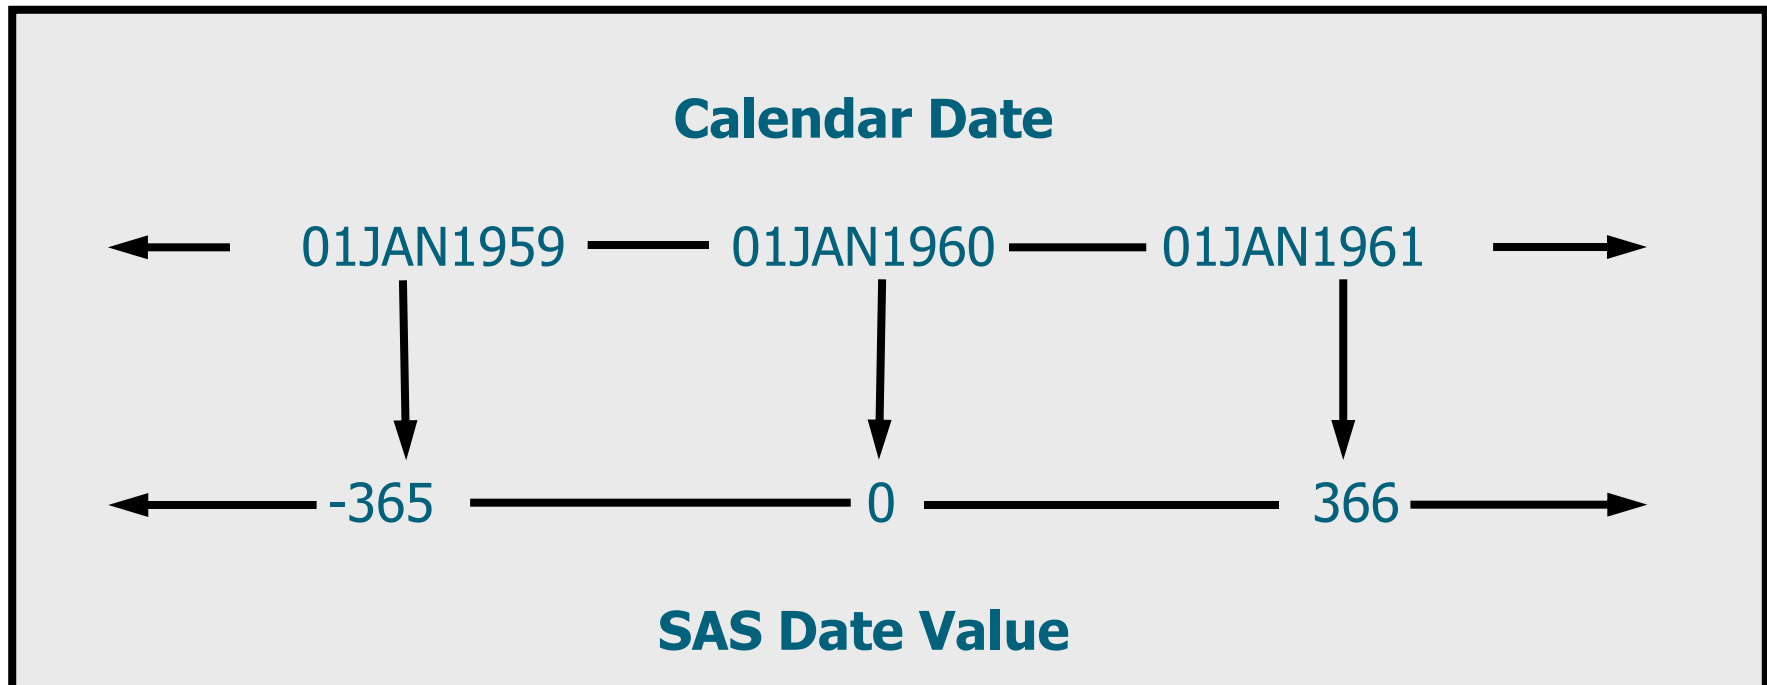 Calendar Date
01JAN1959 01JAN1960 01JAN1961
-365 0 366
SAS Date Value